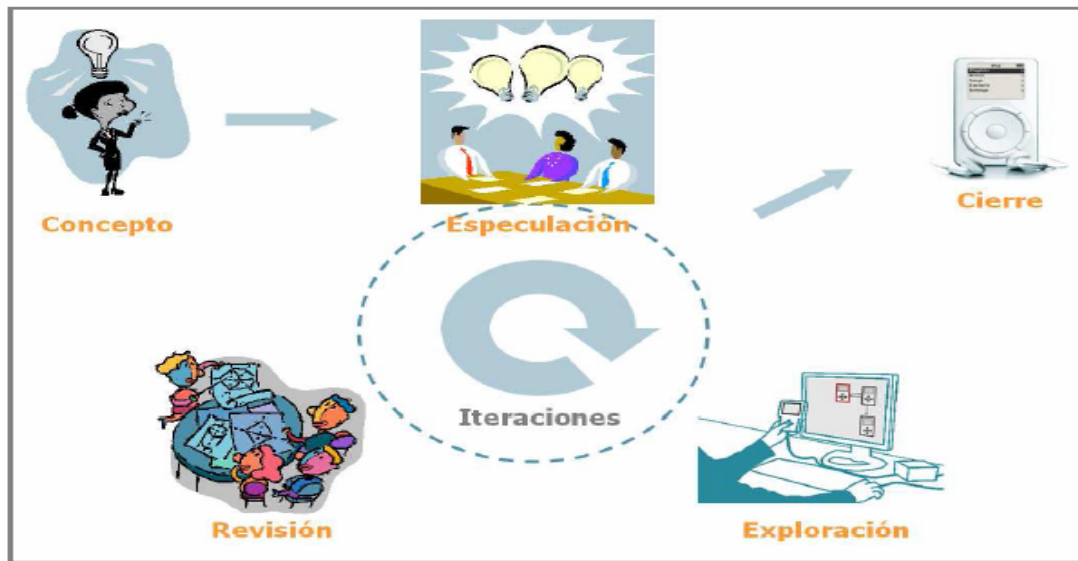 Concepto
Especulación
Cierre
Iteraciones
Revisión
Exploración